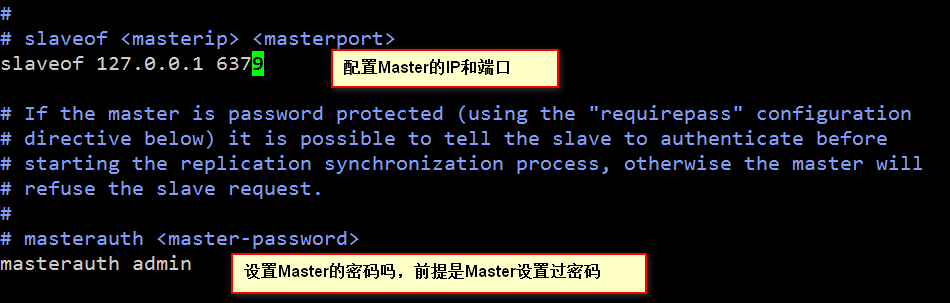 #
# slaveof <masterip> <masterport>
slaveof 127.0.0.1 6379
配置Master的IP和端口
# If the master is password protected (using the "requirepass" configuration
# directive below) it is possible to tell the slave to authenticate before
# starting the replication synchronization process, otherwise the master will
# refuse the slave request.
#
# masterauth <master-password>
masterauth admin
设置Master的密码吗，前提是Master设置过密码